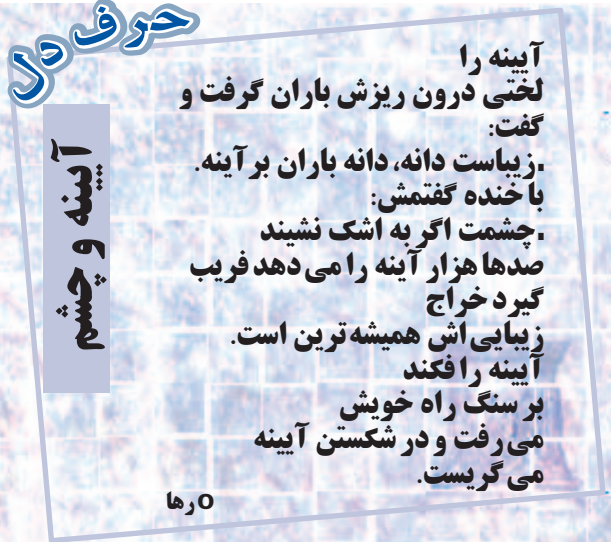 حرف دل
آیینه و چشم
آیینه را
لختی درون ریزش باران گرفت و
گفت:
.زیباست دانه، دانه باران بر آینه.
با خنده گفتمش:
.چشمت اگر به اشک نشیند
صدها هزار آینه را می دهد فریب
گیرد خراج
زیبایی اش همیشه ترین است.
آیینه را فکند
بر سنگ راه خویش
می رفت و در شکستن آیینه
می گریست.
o رها